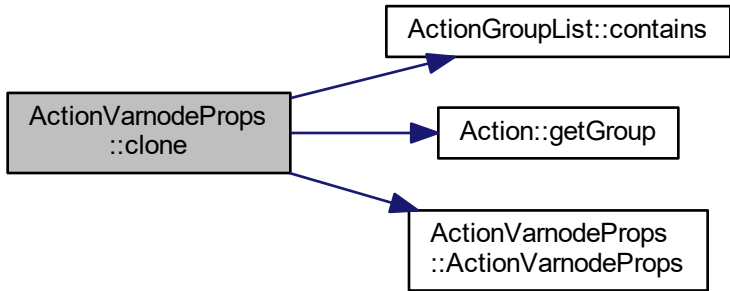 ActionVarnodeProps
::clone
ActionGroupList::contains
Action::getGroup
ActionVarnodeProps
::ActionVarnodeProps